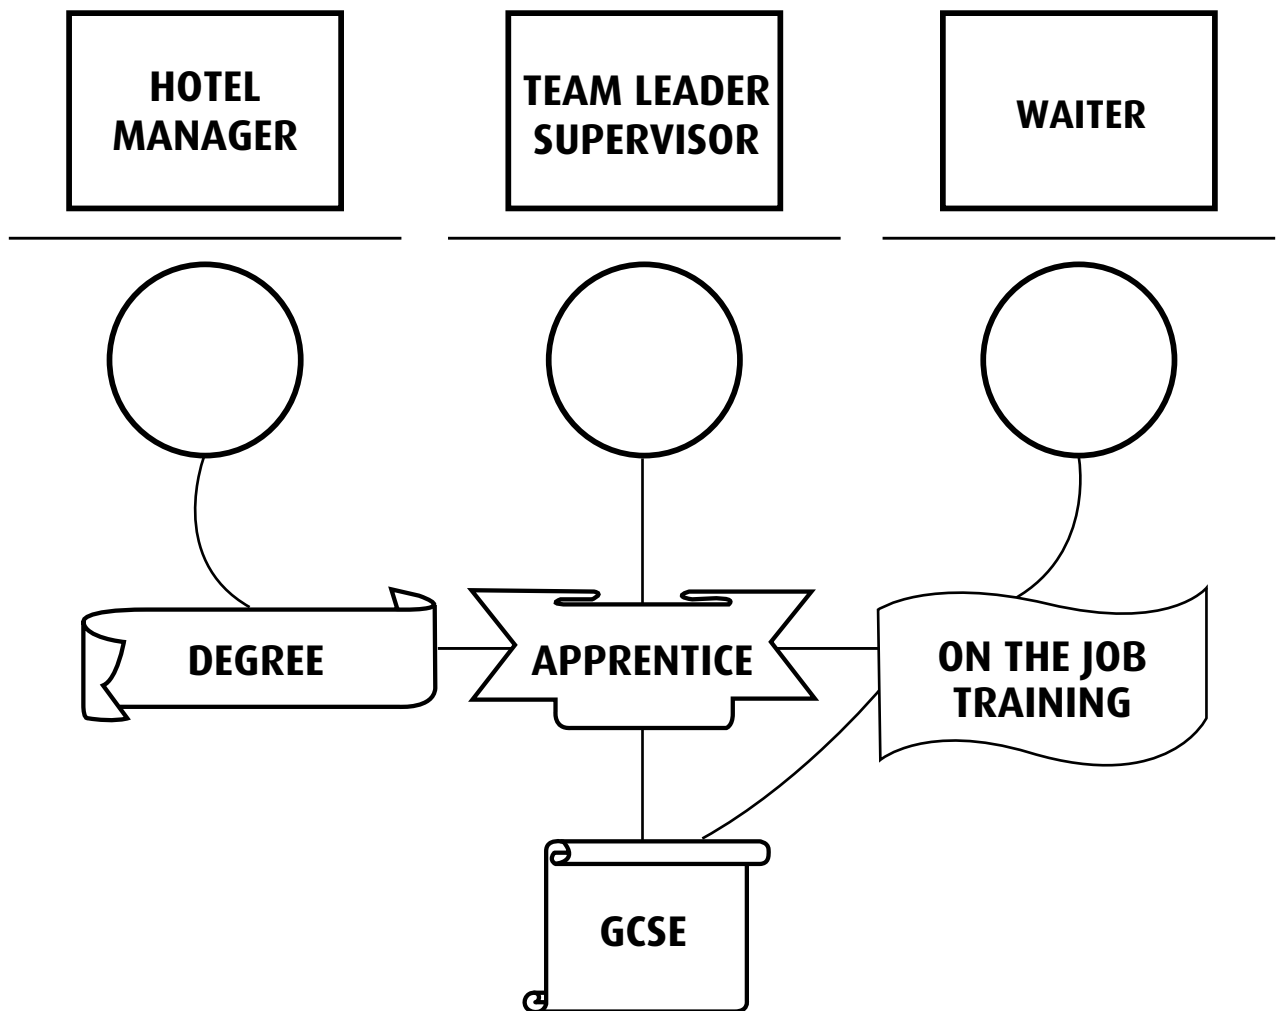 HOTEL
MANAGER
TEAM LEADER
SUPERVISOR
WAITER
DEGREE
APPRENTICE
ON THE JOB
TRAINING
GCSE